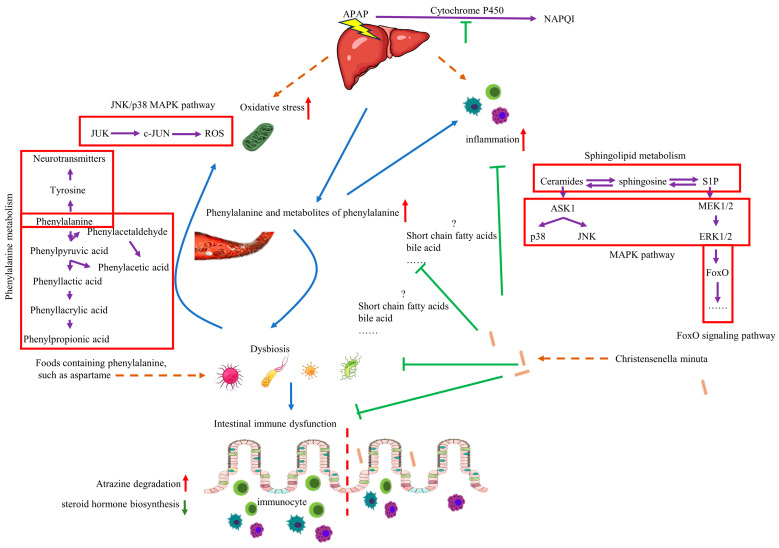 APAP
Cytochrome P450
NAPQI
Oxidative stress
inflammation
JNK/p38 MAPK pathway
JUK
c-JUN
ROS
Phenylalanine metabolism
Neurotransmitters
Tyrosine
Phenylalanine
Phenylacetaldehyde
Phenylpyruvic acid
Phenylacetic acid
Phenyllactic acid
Phenyllacrylic acid
Phenylpropionic acid
Phenylalanine and metabolites of phenylalanine
?
Short chain fatty acids
bile acid
……
?
Short chain fatty acids
bile acid
……
Sphingolipid metabolism
Ceramides
sphingosine
S1P
ASK1
MEK1/2
p38
JNK
ERK1/2
MAPK pathway
FoxO
……
FoxO signaling pathway
Dysbiosis
Foods containing phenylalanine,
such as aspartame
Christensenella minuta
Intestinal immune dysfunction
Atrazine degradation
steroid hormone biosynthesis
immunocyte